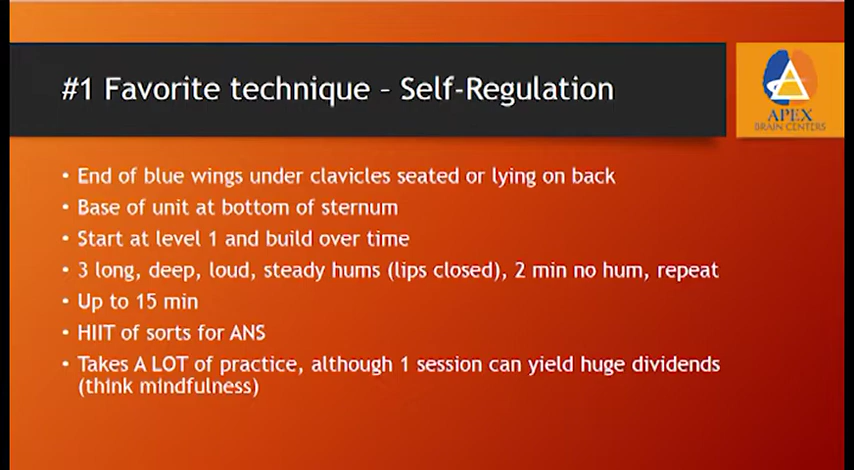 #1 Favorite technique – Self-Regulation
APEX
BRAIN CENTERS
• End of blue wings under clavicles seated or lying on back
• Base of unit at bottom of sternum
• Start at level 1 and build over time
• 3 long, deep, loud, steady hums (lips closed), 2 min no hum, repeat
• Up to 15 min
• HIIT of sorts for ANS
• Takes A LOT of practice, although 1 session can yield huge dividends
(think mindfulness)